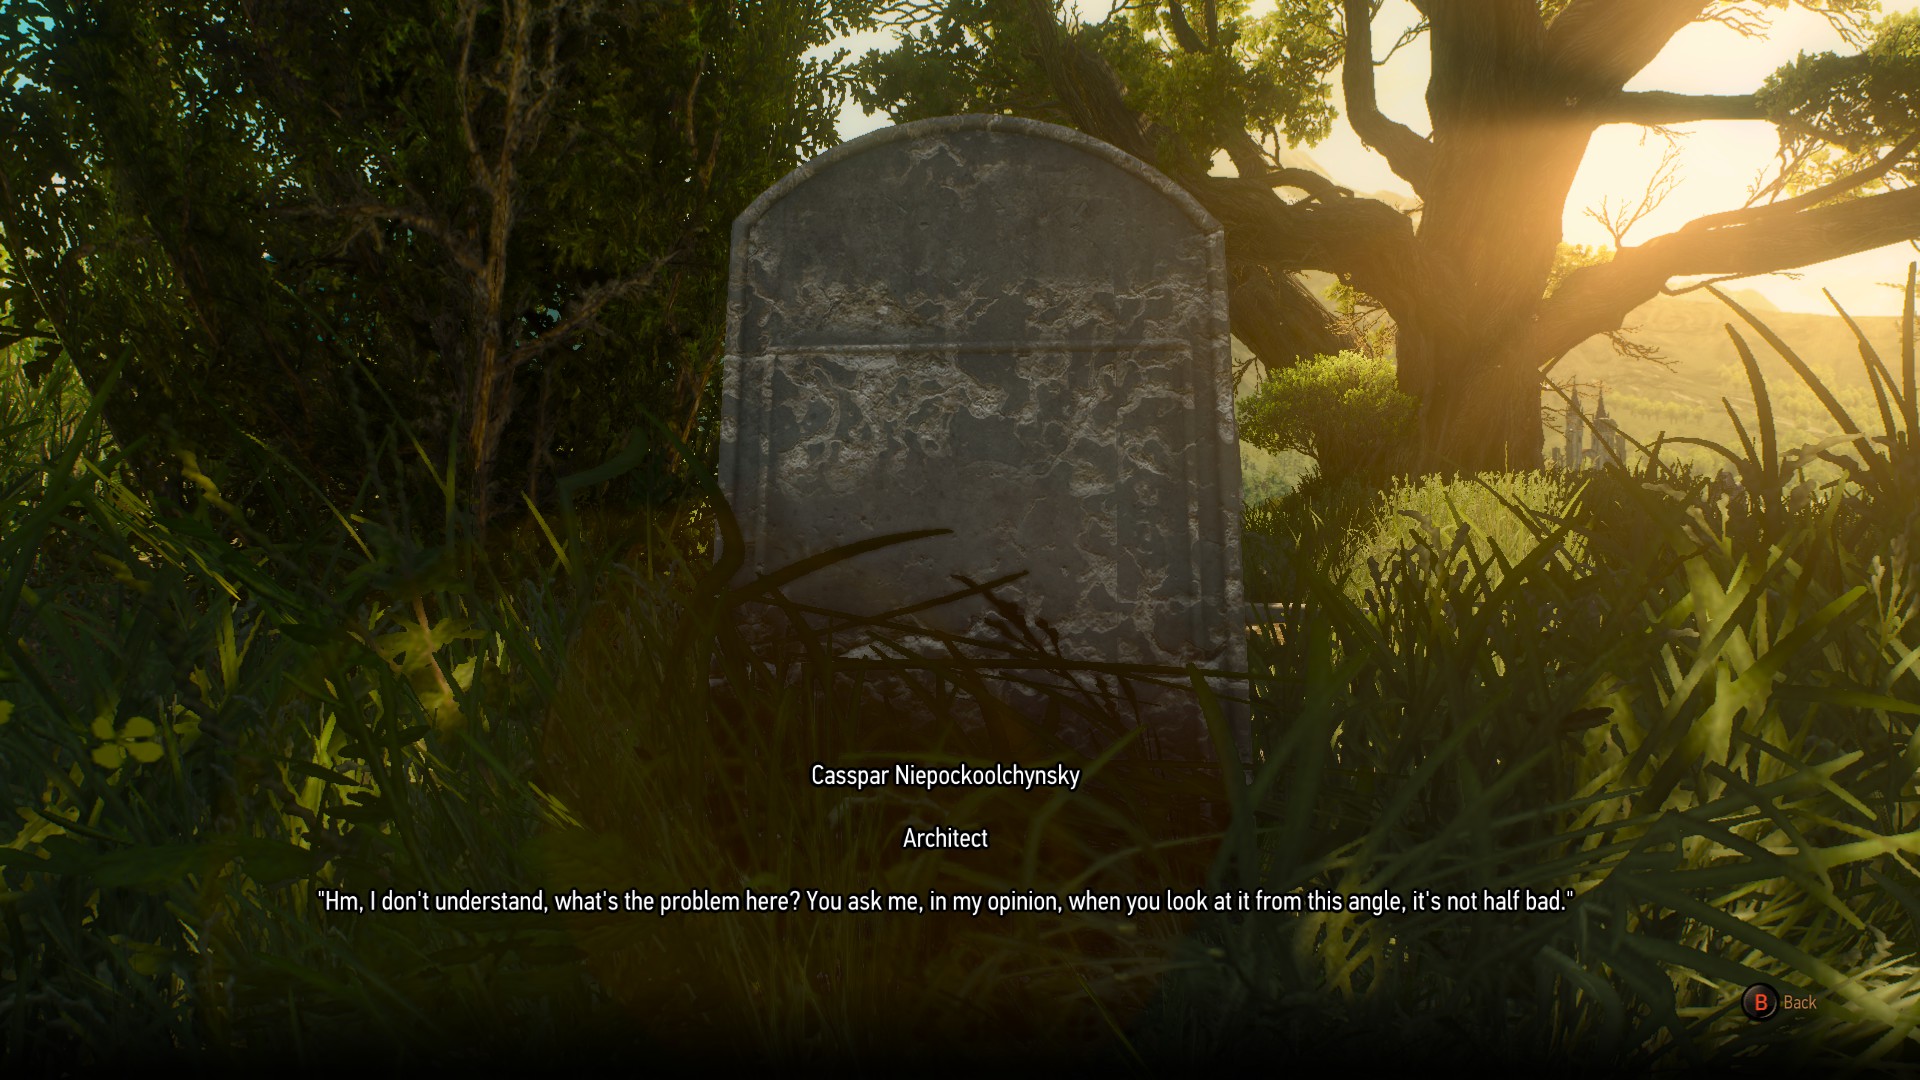 Casspar Niepockoolchynsky
Architect
"Hm, I don't understand, what's the problem here? You ask me, in my opinion, when you look at it from this angle, it's not half bad."
B Back